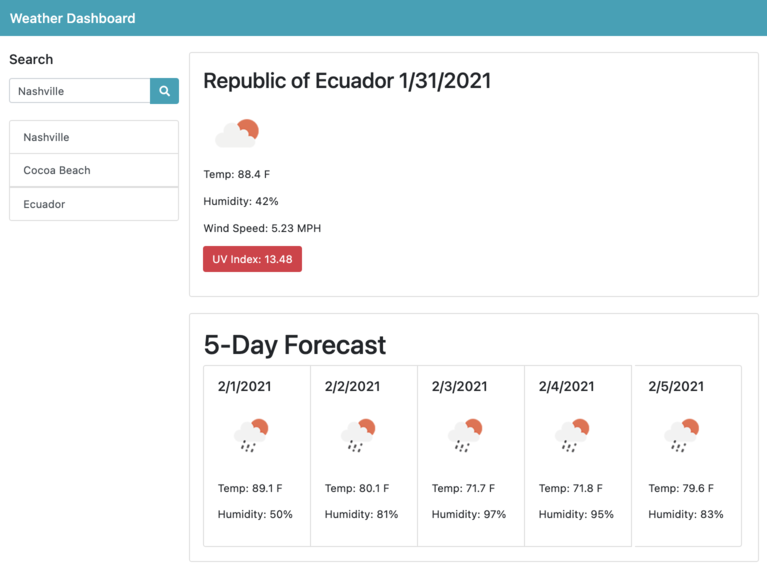 Weather Dashboard
Search
Nashville
Nashville
Cocoa Beach
Ecuador
Republic of Ecuador 1/31/2021
Temp: 88.4 F
Humidity: 42%
Wind Speed: 5.23 MPH
UV Index: 13.48
5-Day Forecast
2/1/2021
Temp: 89.1 F
Humidity: 50%
2/2/2021
Temp: 80.1 F
Humidity: 81%
2/3/2021
Temp: 71.7 F
Humidity: 97%
2/4/2021
Temp: 71.8 F
Humidity: 95%
2/5/2021
Temp: 79.6 F
Humidity: 83%